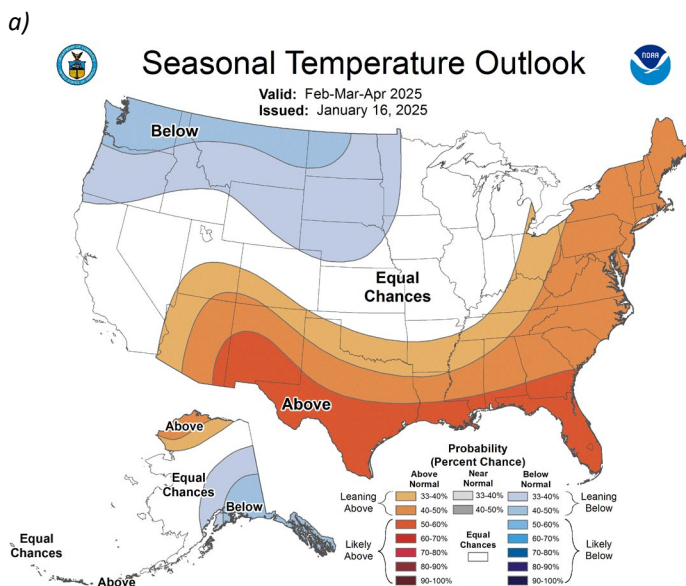 a)
NOAA
Seasonal Temperature Outlook
Valid: Feb-Mar-Apr 2025
Issued: January 16, 2025
Below
Equal
Chances
Above
Above
Equal
Chances
Below
Equal
Chances
Above
Probability
(Percent Chance)
Above Normal
Near Normal
Below Normal
Leaning Above
33-40%
33-40%
33-40%
Leaning Below
40-50%
40-50%
40-50%
Likely Above
50-60%
50-60%
Likely Below
60-70%
60-70%
Equal Chances
70-80%
70-80%
80-90%
80-90%
90-100%
90-100%